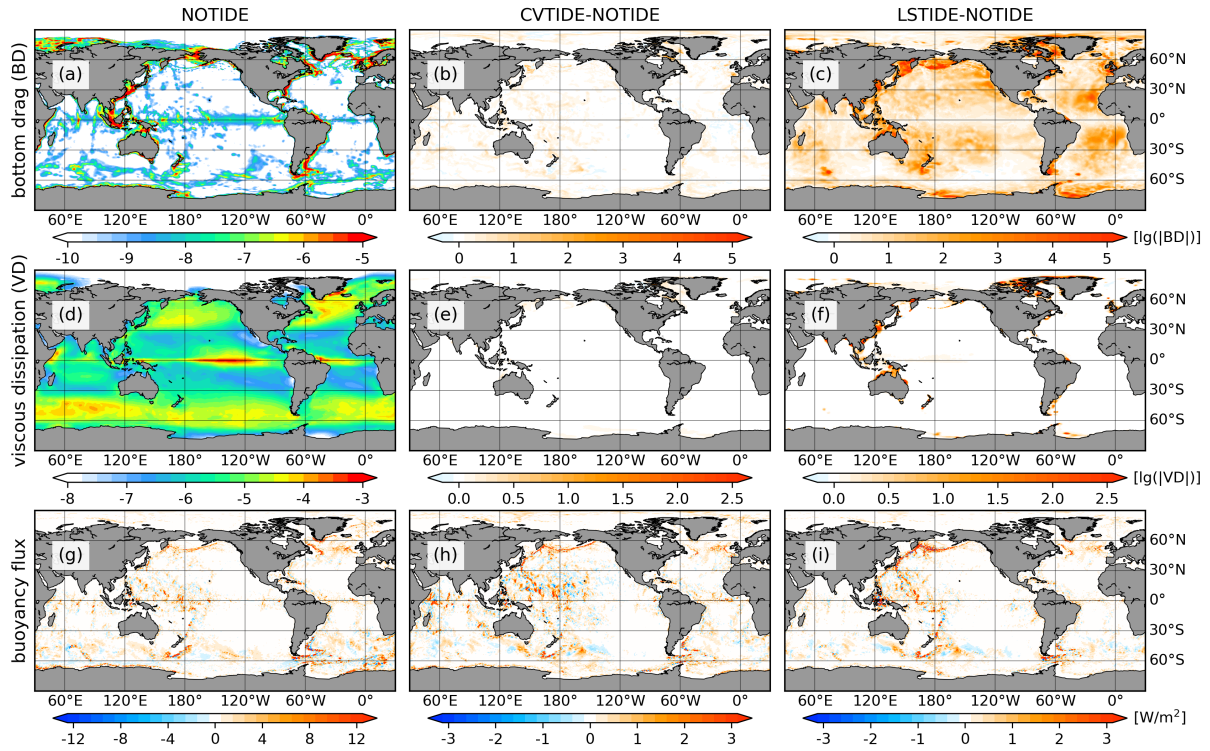 NOTIDE CVTIDE-NOTIDE LSTIDE-NOTIDE
bottom drag (BD)
(a) (b) (c)
60°N
30°N
0°
30°S
60°S
60°E 120°E 180° 120°W 60°W 0° 60°E 120°E 180° 120°W 60°W 0° 60°E 120°E 180° 120°W 60°W 0°
-10 -9 -8 -7 -6 -5 0 1 2 3 4 5 0 1 2 3 4 5 [lg(|BD|)]
viscous dissipation (VD)
(d) (e) (f)
60°N
30°N
0°
30°S
60°S
60°E 120°E 180° 120°W 60°W 0° 60°E 120°E 180° 120°W 60°W 0° 60°E 120°E 180° 120°W 60°W 0°
-8 -7 -6 -5 -4 -3 0.0 0.5 1.0 1.5 2.0 2.5 0.0 0.5 1.0 1.5 2.0 2.5 [lg(|VD|)]
buoyancy flux
(g) (h) (i)
60°N
30°N
0°
30°S
60°S
60°E 120°E 180° 120°W 60°W 0° 60°E 120°E 180° 120°W 60°W 0° 60°E 120°E 180° 120°W 60°W 0°
-12 -8 -4 0 4 8 12 -3 -2 -1 0 1 2 3 -3 -2 -1 0 1 2 3 [W/m²]